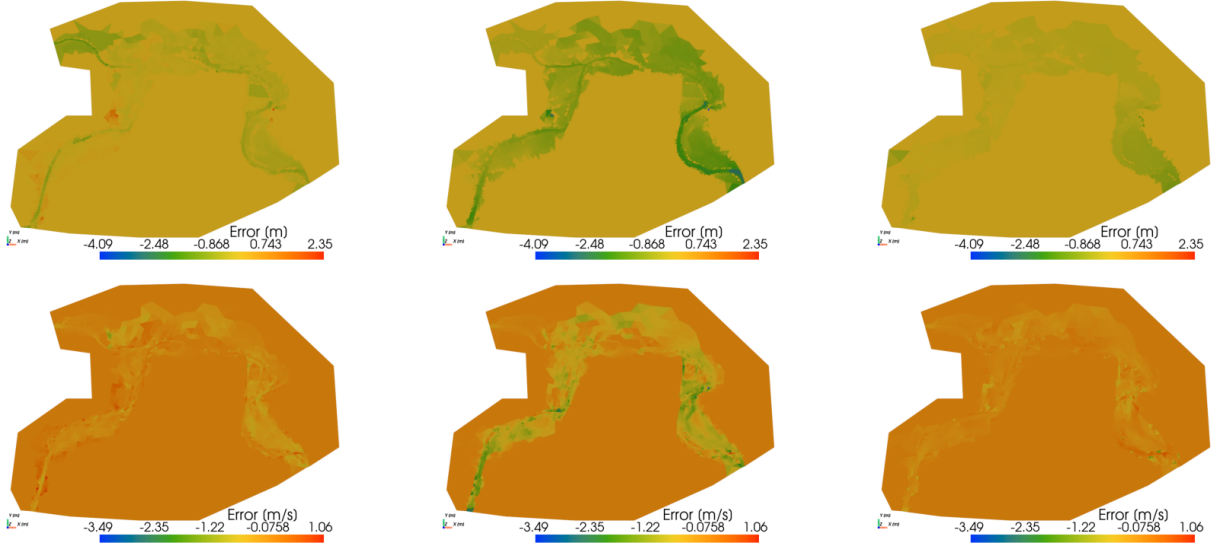 Y (m)
Z X (m)
Error (m)
-4.09 -2.48 -0.868 0.743 2.35
Y (m)
Z X (m)
Error (m)
-4.09 -2.48 -0.868 0.743 2.35
Y (m)
Z X (m)
Error (m)
-4.09 -2.48 -0.868 0.743 2.35
Y (m)
Z X (m)
Error (m/s)
-3.49 -2.35 -1.22 -0.0758 1.06
Y (m)
Z X (m)
Error (m/s)
-3.49 -2.35 -1.22 -0.0758 1.06
Y (m)
Z X (m)
Error (m/s)
-3.49 -2.35 -1.22 -0.0758 1.06